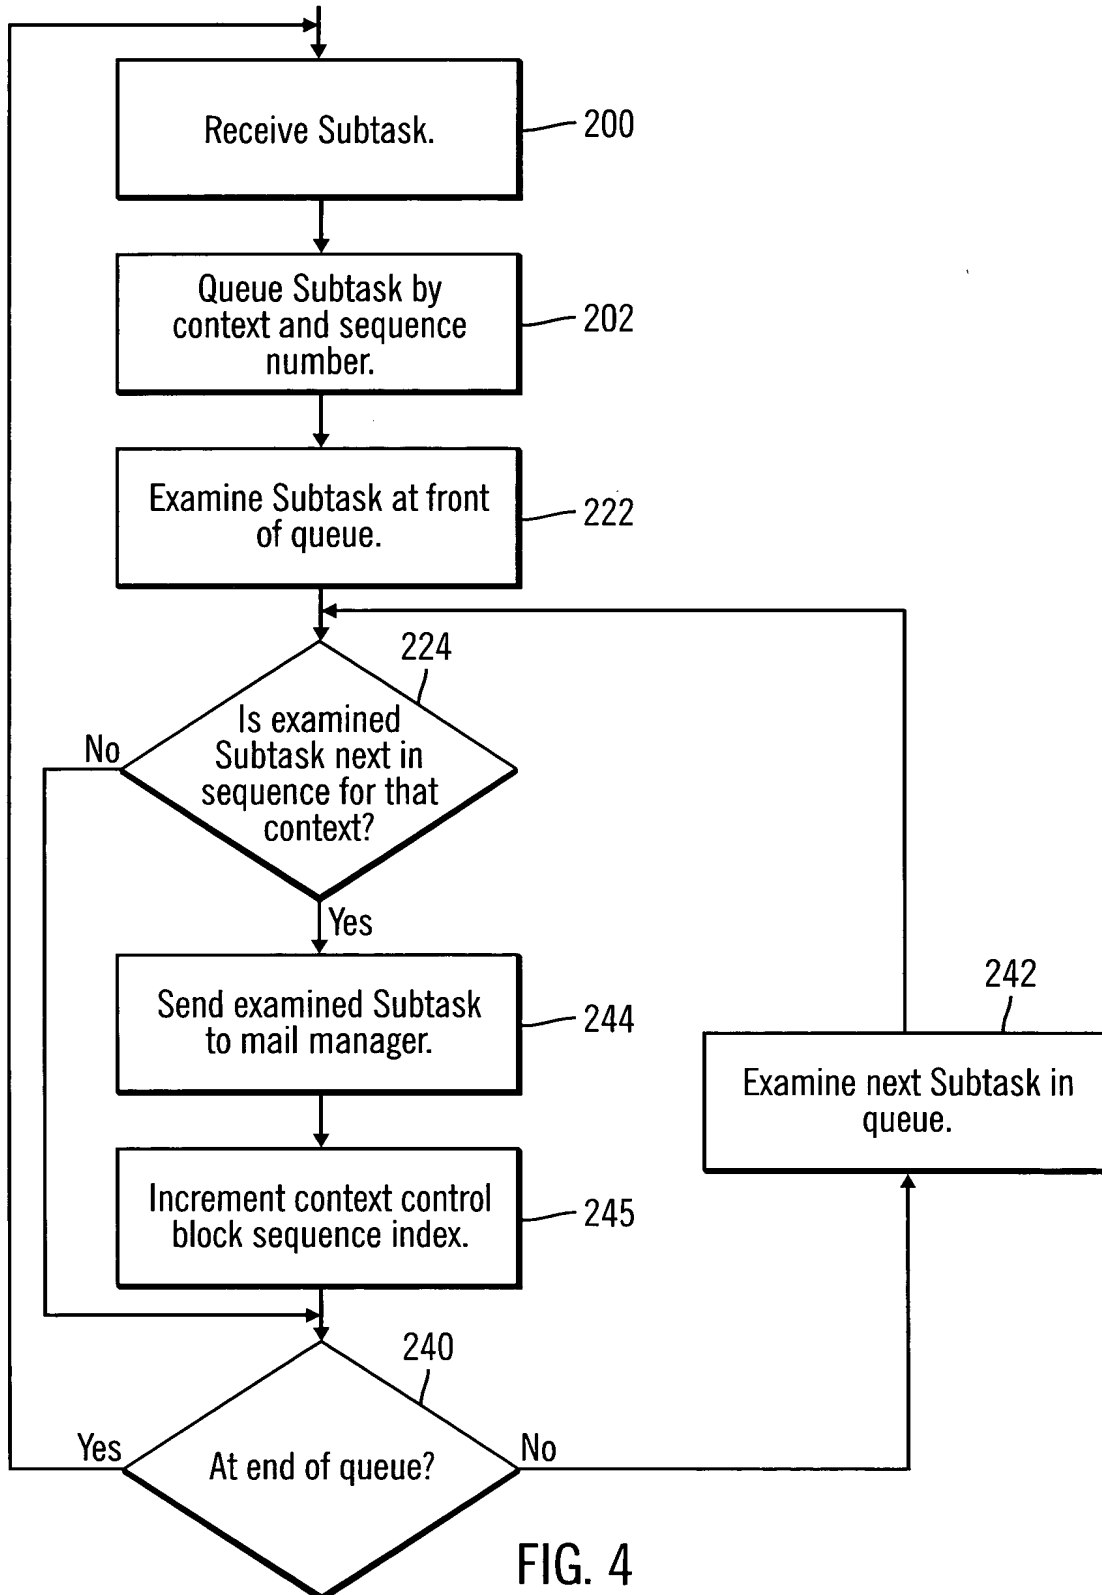 Receive Subtask.
200
Queue Subtask by
context and sequence
number.
202
Examine Subtask at front
of queue.
222
224
Is examined
Subtask next in
sequence for that
context?
No
Yes
Send examined Subtask
to mail manager.
244
242
Examine next Subtask in
queue.
Increment context control
block sequence index.
245
240
At end of queue?
Yes
No
FIG. 4